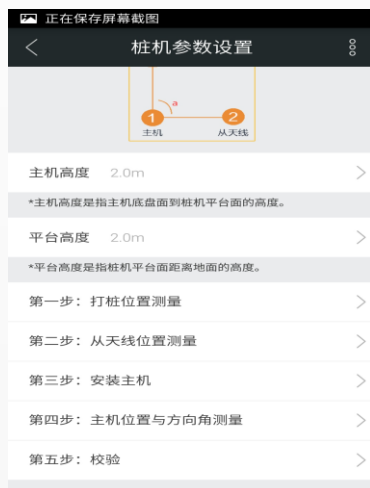 正在保存屏幕截图
桩机参数设置
a
1 2
主机 从天线
主机高度 2.0m
*主机高度是指主机底盘面到桩机平台面的高度。
平台高度 2.0m
*平台高度是指桩机平台面距离地面的高度。
第一步：打桩位置测量
第二步：从天线位置测量
第三步：安装主机
第四步：主机位置与方向角测量
第五步：校验